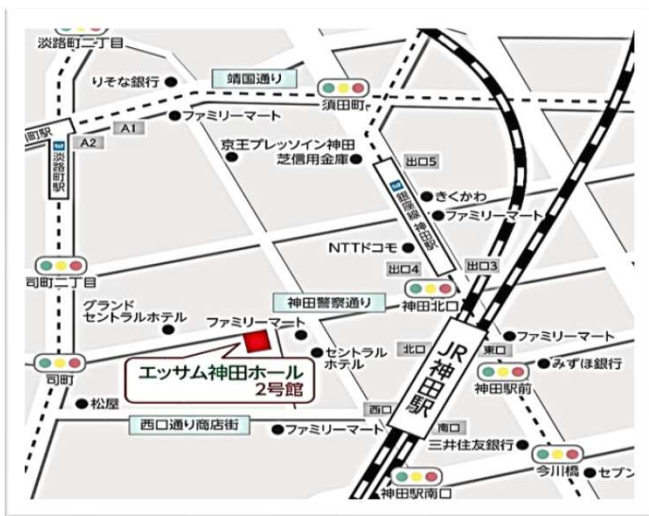 淡路町二丁目
りそな銀行
靖国通り
須田町
ファミリーマート
町駅
A1
A2
淡路町駅
京王プレッソイン神田
芝信用金庫
出口5
きくかわ
ファミリーマート
銀座線 神田駅
NTTドコモ
出口4
出口3
司町二丁目
神田警察通り
神田北口
グランド
セントラルホテル
ファミリーマート
セントラル
ホテル
エッサム神田ホール
2号館
司町
松屋
西口通り商店街
ファミリーマート
北口
東口
西口
南口
JR神田駅
ファミリーマート
みずほ銀行
神田駅前
三井住友銀行
今川橋
セブン
神田駅南口